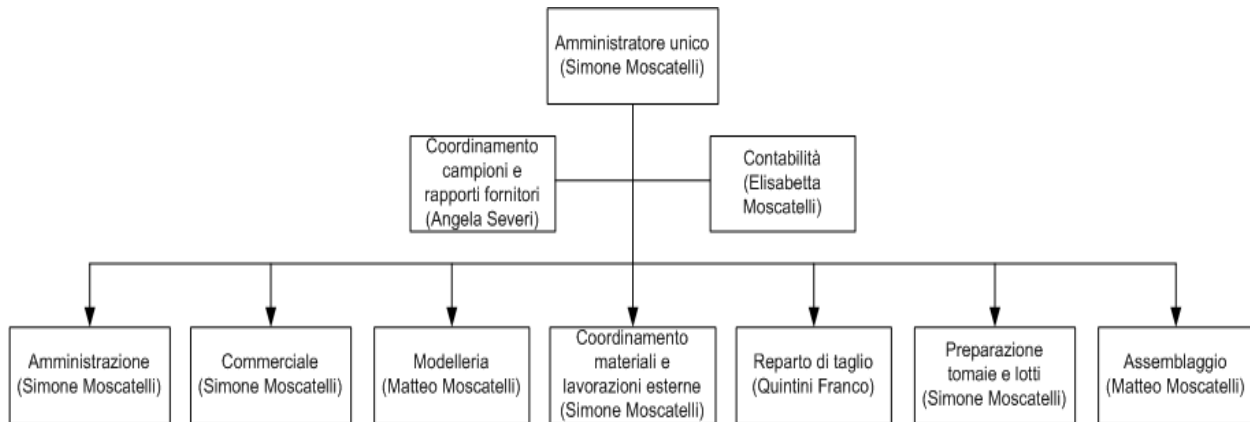 Amministratore unico
(Simone Moscatelli)
Coordinamento
campioni e
rapporti fornitori
(Angela Severi)
Contabilità
(Elisabetta
Moscatelli)
Amministrazione
(Simone Moscatelli)
Commerciale
(Simone Moscatelli)
Modelleria
(Matteo Moscatelli)
Coordinamento
materiali e
lavorazioni esterne
(Simone Moscatelli)
Reparto di taglio
(Quintini Franco)
Preparazione
tomaie e lotti
(Simone Moscatelli)
Assemblaggio
(Matteo Moscatelli)